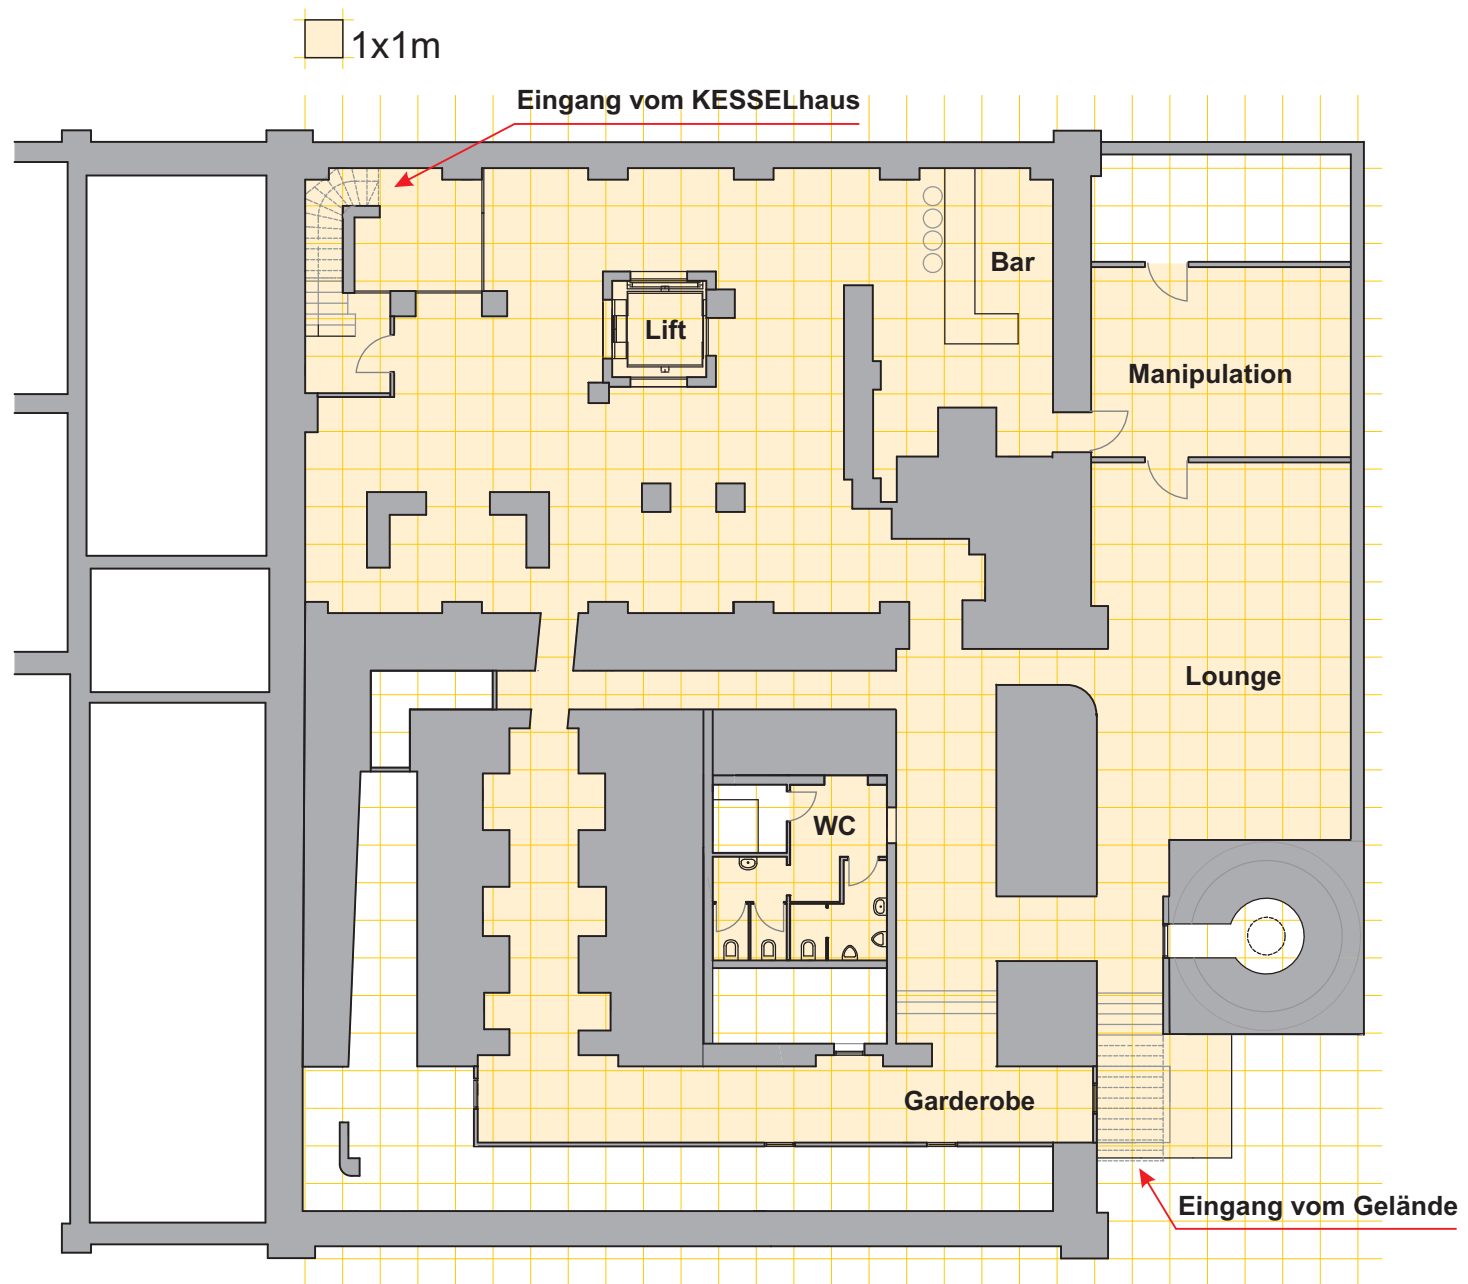 1x1m
Eingang vom KESSELhaus
Bar
Lift
Manipulation
Lounge
WC
Garderobe
Eingang vom Gelände